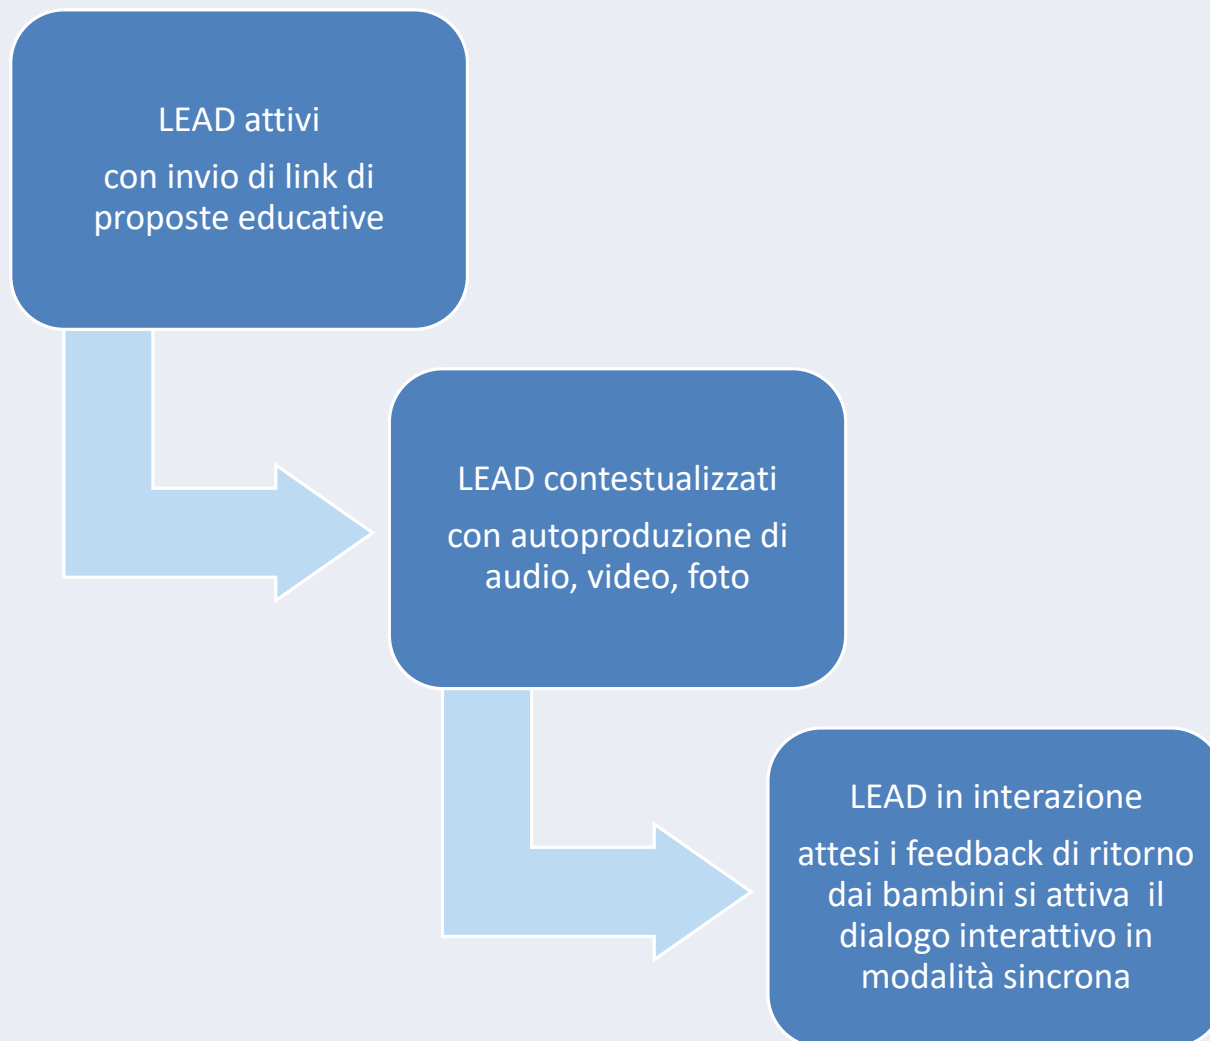 LEAD attivi
con invio di link di
proposte educative
LEAD contestualizzati
con autoproduzione di
audio, video, foto
LEAD in interazione
attesi i feedback di ritorno
dai bambini si attiva  il
dialogo interattivo in
modalità sincrona